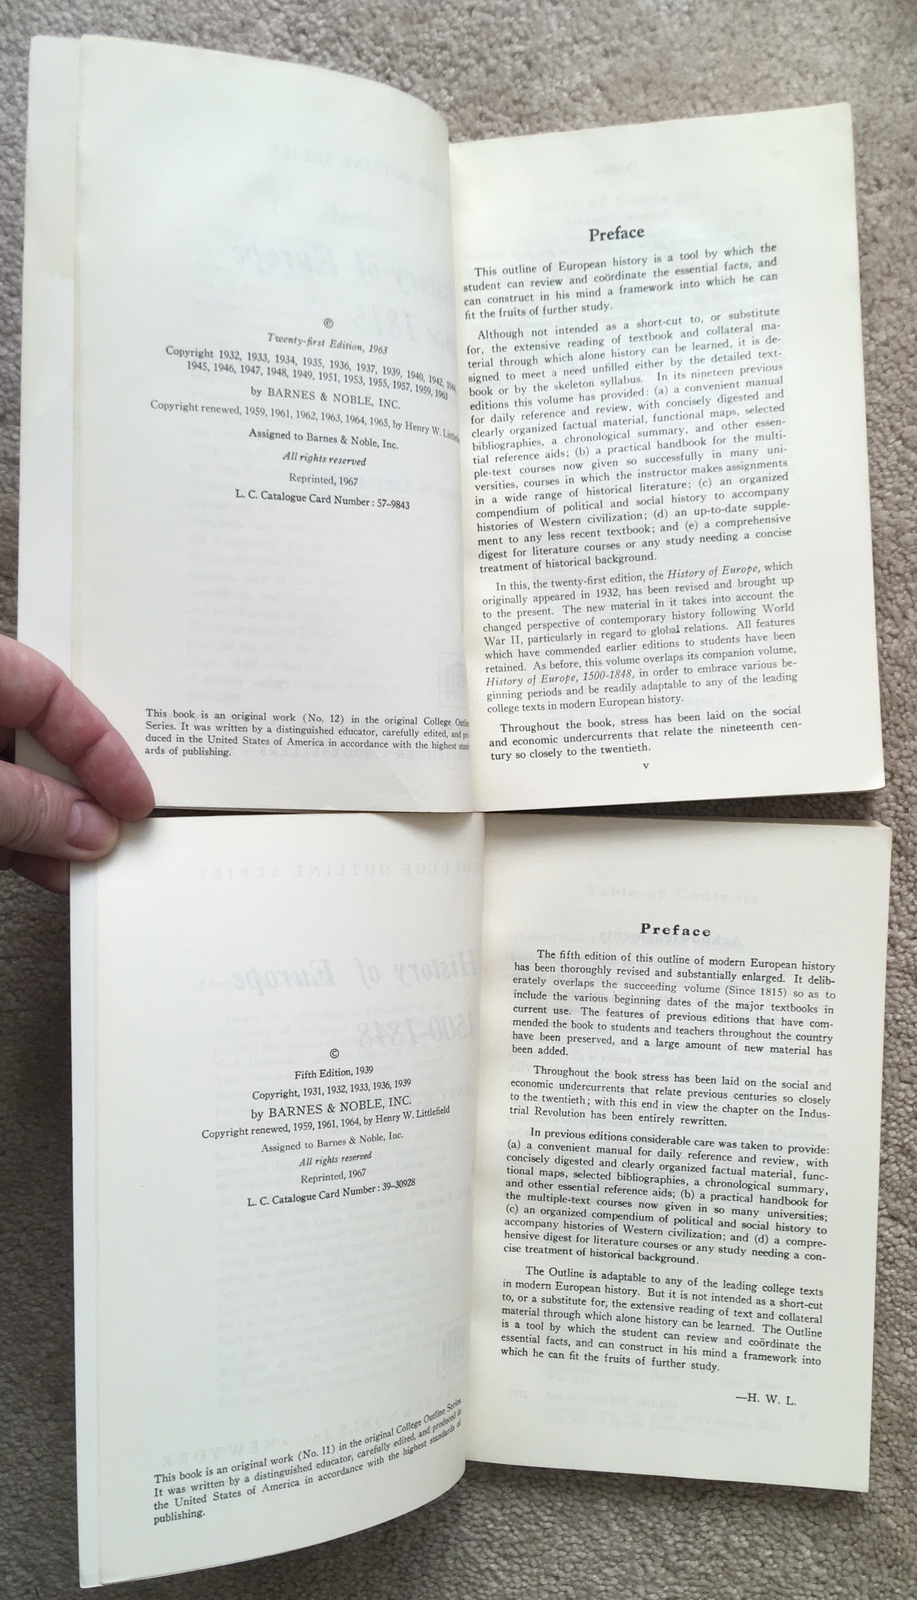 ©
Twenty-first Edition, 1963
Copyright 1932, 1933, 1934, 1935, 1936, 1937, 1939, 1940, 1942,
1945, 1946, 1947, 1948, 1949, 1951, 1953, 1955, 1957, 1959, 1963
by BARNES & NOBLE, INC.
Copyright renewed, 1959, 1961, 1962, 1963, 1964, 1965, by Henry W. Littlefield
Assigned to Barnes & Noble, Inc.
All rights reserved
Reprinted, 1967
L. C. Catalogue Card Number: 57-9843
This book is an original work (No. 12) in the original College Outline
Series. It was written by a distinguished educator, carefully edited, and pro-
duced in the United States of America in accordance with the highest stan-
ards of publishing.
Preface
This outline of European history is a tool by which the
student can review and coördinate the essential facts, and
can construct in his mind a framework into which he can
fit the fruits of further study.
Although not intended as a short-cut to, or substitute
for, the extensive reading of textbook and collateral ma-
terial through which alone history can be learned, it is de-
signed to meet a need unfilled either by the detailed text-
book or by the skeleton syllabus. In its nineteen previous
editions this volume has provided: (a) a convenient manual
for daily reference and review, with concisely digested and
clearly organized factual material, functional maps, selected
bibliographies, a chronological summary, and other essen-
tial reference aids; (b) a practical handbook for the multi-
ple-text courses now given so successfully in many uni-
versities, courses in which the instructor makes assignments
in a wide range of historical literature; (c) an organized
compendium of political and social history to accompany
histories of Western civilization; (d) an up-to-date supple-
ment to any less recent textbook; and (e) a comprehensive
digest for literature courses or any study needing a concise
treatment of historical background.
In this, the twenty-first edition, the History of Europe, which
originally appeared in 1932, has been revised and brought up
to the present. The new material in it takes into account the
changed perspective of contemporary history following World
War II, particularly in regard to global relations. All features
which have commended earlier editions to students have been
retained. As before, this volume overlaps its companion volume,
History of Europe, 1500-1848, in order to embrace various be-
ginning periods and be readily adaptable to any of the leading
college texts in modern European history.
Throughout the book, stress has been laid on the social
and economic undercurrents that relate the nineteenth cen-
tury so closely to the twentieth.
v
©
Fifth Edition, 1939
Copyright, 1931, 1932, 1933, 1936, 1939
by BARNES & NOBLE, INC.
Copyright renewed, 1959, 1961, 1964, by Henry W. Littlefield
Assigned to Barnes & Noble, Inc.
All rights reserved
Reprinted, 1967
L. C. Catalogue Card Number: 39-30928
This book is an original work (No. 11) in the original College Outline Series.
It was written by a distinguished educator, carefully edited, and produced in
the United States of America in accordance with the highest standards of
publishing.
Preface
The fifth edition of this outline of modern European history
has been thoroughly revised and substantially enlarged. It delib-
erately overlaps the succeeding volume (Since 1815) so as to
include the various beginning dates of the major textbooks in
current use. The features of previous editions that have com-
mended the book to students and teachers throughout the country
have been preserved, and a large amount of new material has
been added.
Throughout the book stress has been laid on the social and
economic undercurrents that relate previous centuries so closely
to the twentieth; with this end in view the chapter on the Indus-
trial Revolution has been entirely rewritten.
In previous editions considerable care was taken to provide:
(a) a convenient manual for daily reference and review, with
concisely digested and clearly organized factual material, func-
tional maps, selected bibliographies, a chronological summary,
and other essential reference aids; (b) a practical handbook for
the multiple-text courses now given in so many universities;
(c) an organized compendium of political and social history to
accompany histories of Western civilization; and (d) a compre-
hensive digest for literature courses or any study needing a con-
cise treatment of historical background.
The Outline is adaptable to any of the leading college texts
in modern European history. But it is not intended as a short-cut
to, or a substitute for, the extensive reading of text and collateral
material through which alone history can be learned. The Outline
is a tool by which the student can review and coördinate the
essential facts, and can construct in his mind a framework into
which he can fit the fruits of further study.
—H. W. L.